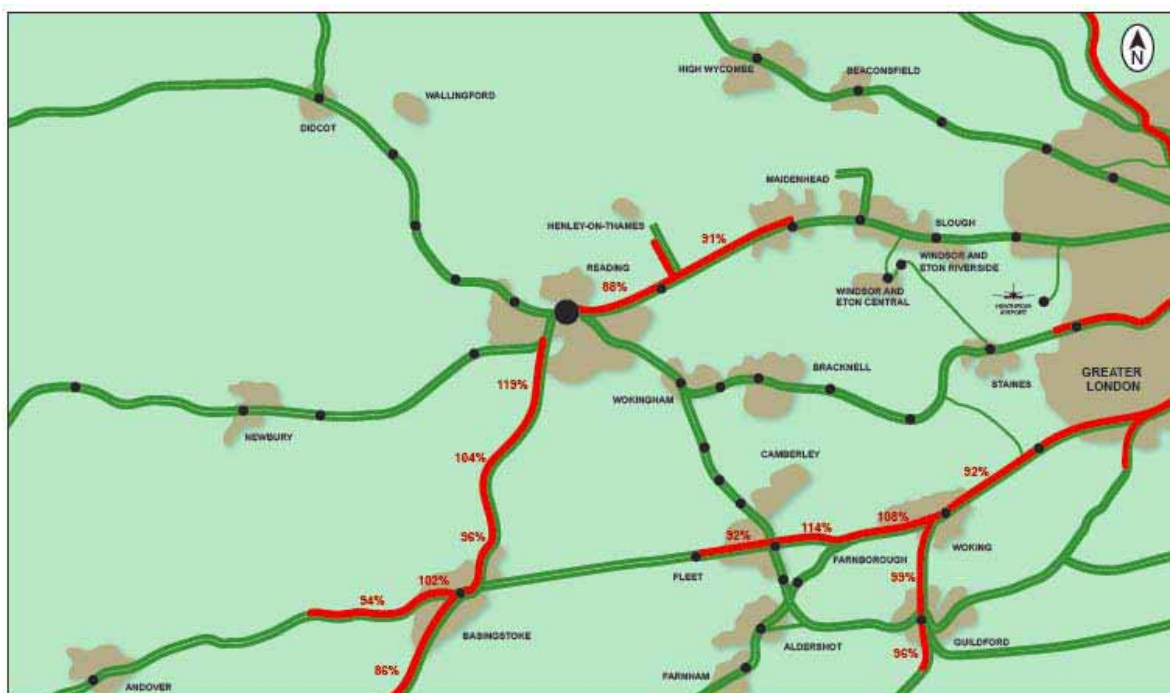 N
HIGH WYCOMBE
BEACONSFIELD
WALLINGFORD
DIDCOT
MAIDENHEAD
HENLEY-ON-THAMES
SLOUGH
91%
WINDSOR AND
ETON RIVERSIDE
READING
88%
WINDSOR AND
ETON CENTRAL
HEATHROW
AIRPORT
BRACKNELL
STAINES
GREATER
LONDON
119%
WOKINGHAM
NEWBURY
CAMBERLEY
104%
92%
108%
114%
96%
92%
WOKING
FARNBOROUGH
FLEET
99%
102%
94%
BASINGSTOKE
GUILDFORD
ALDERSHOT
96%
86%
FARNHAM
ANDOVER